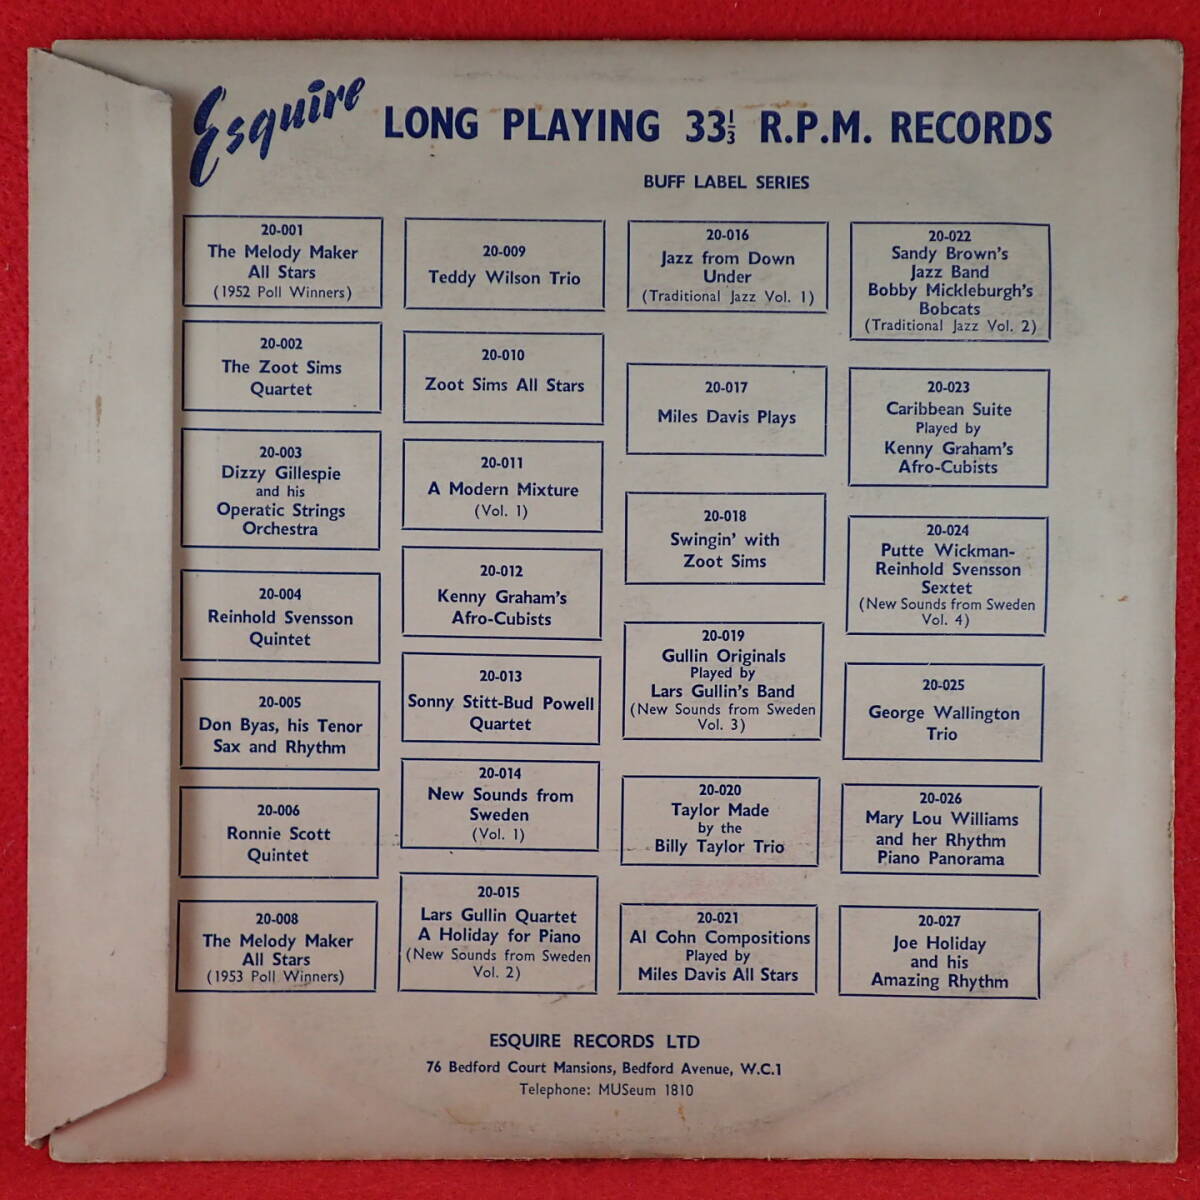 Esquire LONG PLAYING 33⅓ R.P.M. RECORDS
BUFF LABEL SERIES
20-001
The Melody Maker
All Stars
(1952 Poll Winners)
20-002
The Zoot Sims
Quartet
20-003
Dizzy Gillespie
and his
Operatic Strings
Orchestra
20-004
Reinhold Svensson
Quintet
20-005
Don Byas, his Tenor
Sax and Rhythm
20-006
Ronnie Scott
Quintet
20-008
The Melody Maker
All Stars
(1953 Poll Winners)
20-009
Teddy Wilson Trio
20-010
Zoot Sims All Stars
20-011
A Modern Mixture
(Vol. 1)
20-012
Kenny Graham's
Afro-Cubists
20-013
Sonny Stitt-Bud Powell
Quartet
20-014
New Sounds from
Sweden
(Vol. 1)
20-015
Lars Gullin Quartet
A Holiday for Piano
(New Sounds from Sweden
Vol. 2)
20-016
Jazz from Down
Under
(Traditional Jazz Vol. 1)
20-017
Miles Davis Plays
20-018
Swingin' with
Zoot Sims
20-019
Gullin Originals
Played by
Lars Gullin's Band
(New Sounds from Sweden
Vol. 3)
20-020
Taylor Made
by the
Billy Taylor Trio
20-021
Al Cohn Compositions
Played by
Miles Davis All Stars
20-022
Sandy Brown's
Jazz Band
Bobby Mickleburgh's
Bobcats
(Traditional Jazz Vol. 2)
20-023
Caribbean Suite
Played by
Kenny Graham's
Afro-Cubists
20-024
Putte Wickman-
Reinhold Svensson
Sextet
(New Sounds from Sweden
Vol. 4)
20-025
George Wallington
Trio
20-026
Mary Lou Williams
and her Rhythm
Piano Panorama
20-027
Joe Holiday
and his
Amazing Rhythm
ESQUIRE RECORDS LTD
76 Bedford Court Mansions, Bedford Avenue, W.C.1
Telephone: MUSeum 1810